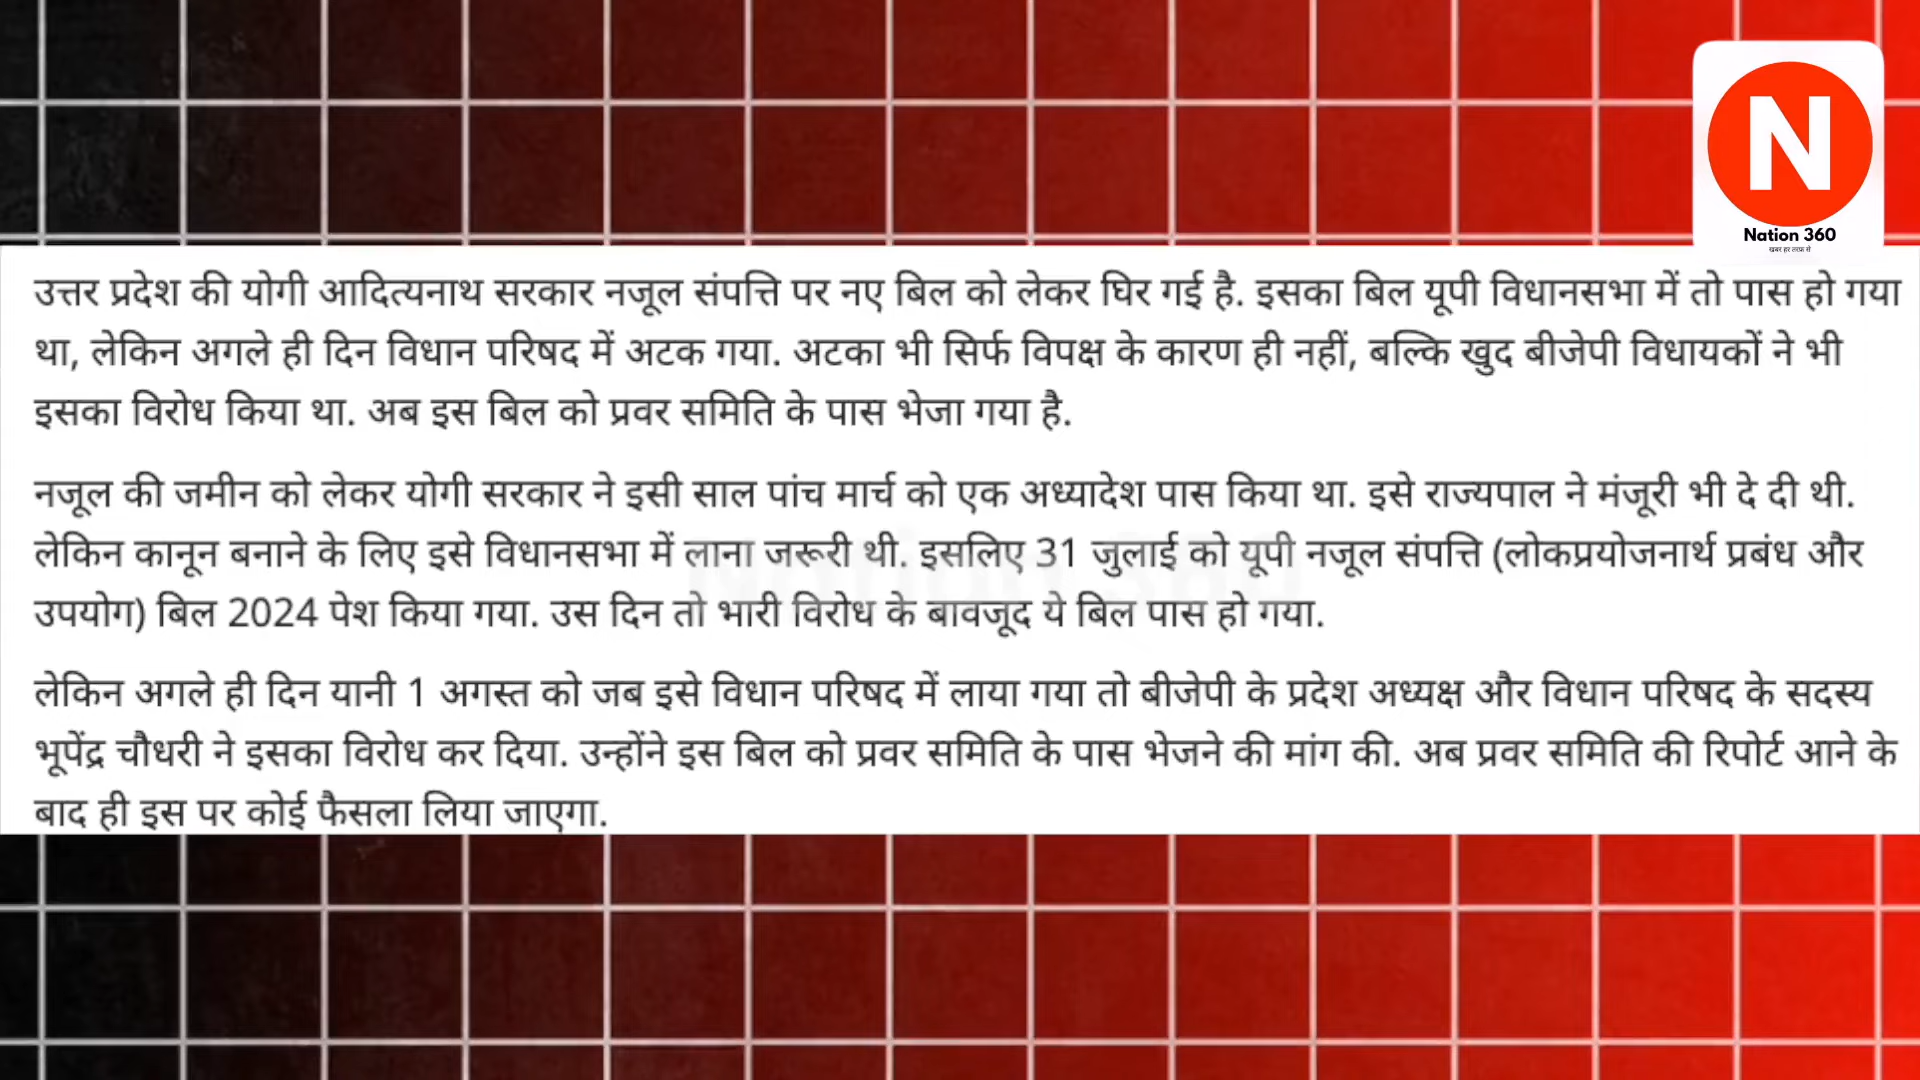 N
Nation 360
खबर हर तरफ़ से
उत्तर प्रदेश की योगी आदित्यनाथ सरकार नजूल संपत्ति पर नए बिल को लेकर घिर गई है. इसका बिल यूपी विधानसभा में तो पास हो गया
था, लेकिन अगले ही दिन विधान परिषद में अटक गया. अटका भी सिर्फ विपक्ष के कारण ही नहीं, बल्कि खुद बीजेपी विधायकों ने भी
इसका विरोध किया था. अब इस बिल को प्रवर समिति के पास भेजा गया है.
नजूल की जमीन को लेकर योगी सरकार ने इसी साल पांच मार्च को एक अध्यादेश पास किया था. इसे राज्यपाल ने मंजूरी भी दे दी थी.
लेकिन कानून बनाने के लिए इसे विधानसभा में लाना जरूरी थी. इसलिए 31 जुलाई को यूपी नजूल संपत्ति (लोकप्रयोजनार्थ प्रबंध और
उपयोग) बिल 2024 पेश किया गया. उस दिन तो भारी विरोध के बावजूद ये बिल पास हो गया.
लेकिन अगले ही दिन यानी 1 अगस्त को जब इसे विधान परिषद में लाया गया तो बीजेपी के प्रदेश अध्यक्ष और विधान परिषद के सदस्य
भूपेंद्र चौधरी ने इसका विरोध कर दिया. उन्होंने इस बिल को प्रवर समिति के पास भेजने की मांग की. अब प्रवर समिति की रिपोर्ट आने के
बाद ही इस पर कोई फैसला लिया जाएगा.